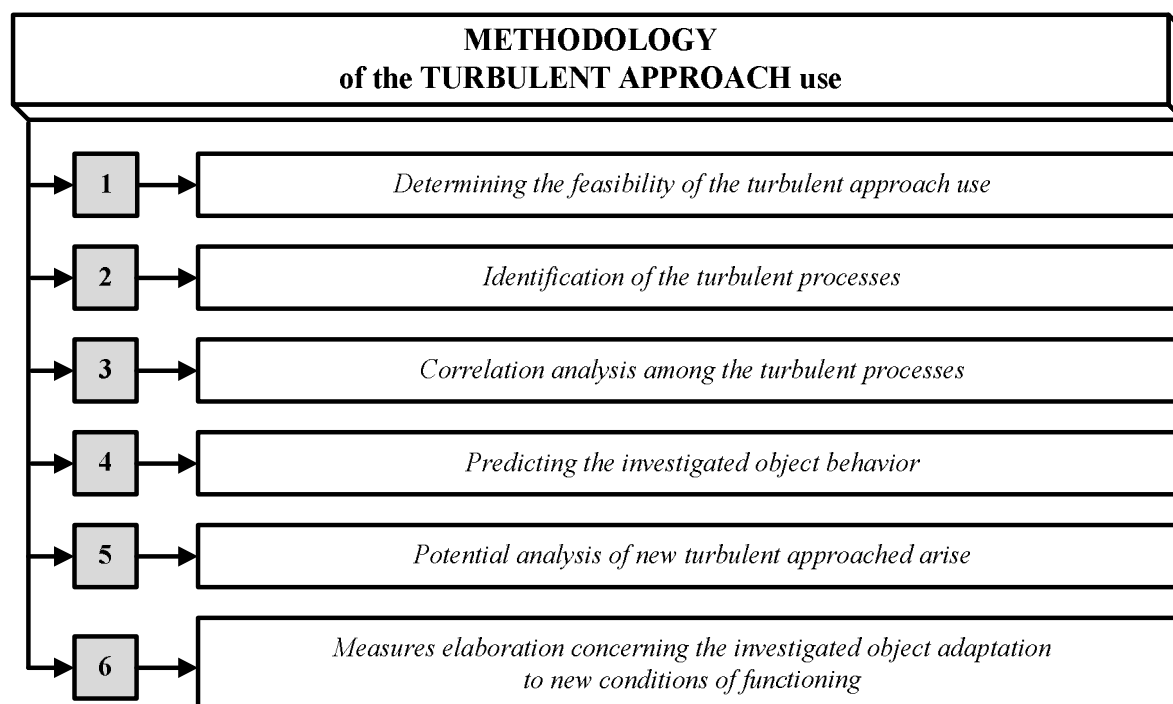 METHODOLOGY
of the TURBULENT APPROACH use
1
Determining the feasibility of the turbulent approach use
2
Identification of the turbulent processes
3
Correlation analysis among the turbulent processes
4
Predicting the investigated object behavior
5
Potential analysis of new turbulent approached arise
6
Measures elaboration concerning the investigated object adaptation
to new conditions of functioning